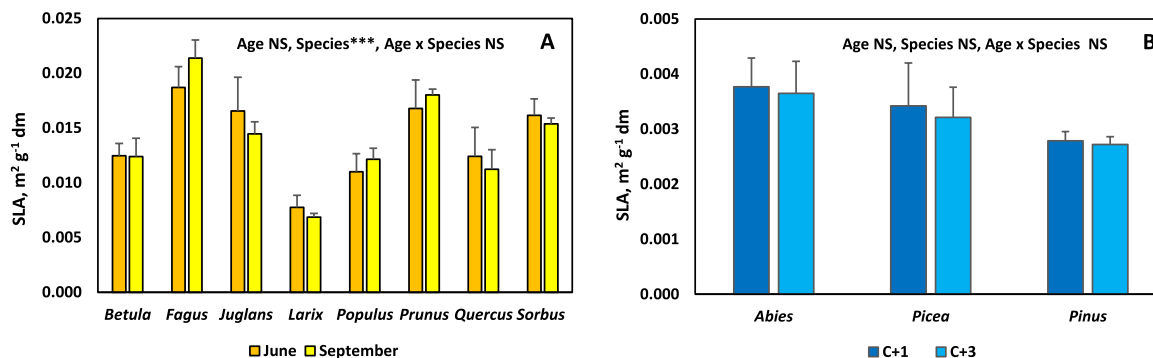 0.025
0.020
0.015
0.010
0.005
0.000
SLA, m² g⁻¹ dm
Age NS, Species***, Age x Species NS
A
Betula Fagus Juglans Larix Populus Prunus Quercus Sorbus
June September
0.005
0.004
0.003
0.002
0.001
0.000
SLA, m² g⁻¹ dm
Age NS, Species NS, Age x Species NS
B
Abies Picea Pinus
C+1 C+3